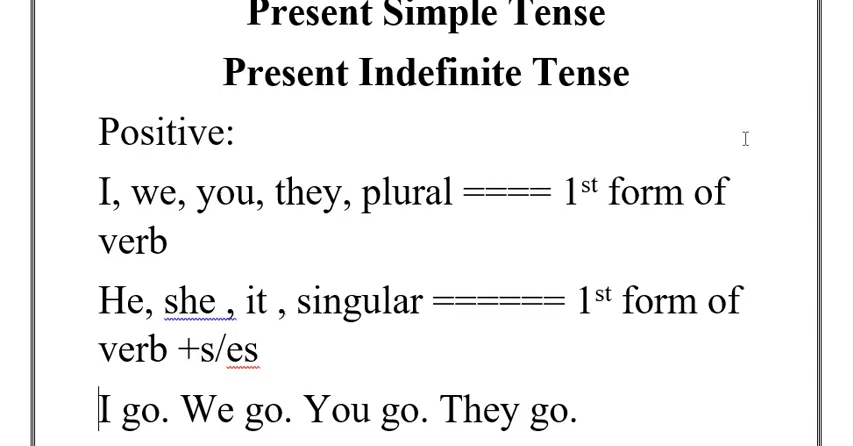 Present Simple Tense
Present Indefinite Tense
Positive:
I, we, you, they, plural ==== 1st form of
verb
He, she , it , singular ====== 1st form of
verb +s/es
I go. We go. You go. They go.